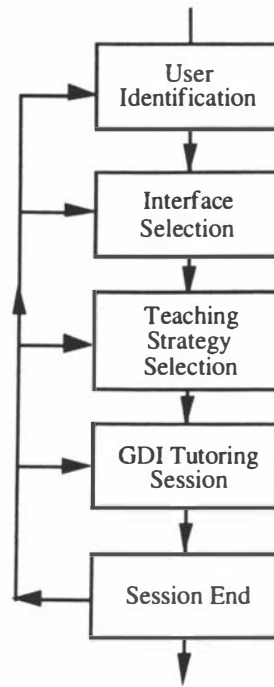 User
Identification
Interface
Selection
Teaching
Strategy
Selection
GDI Tutoring
Session
Session End